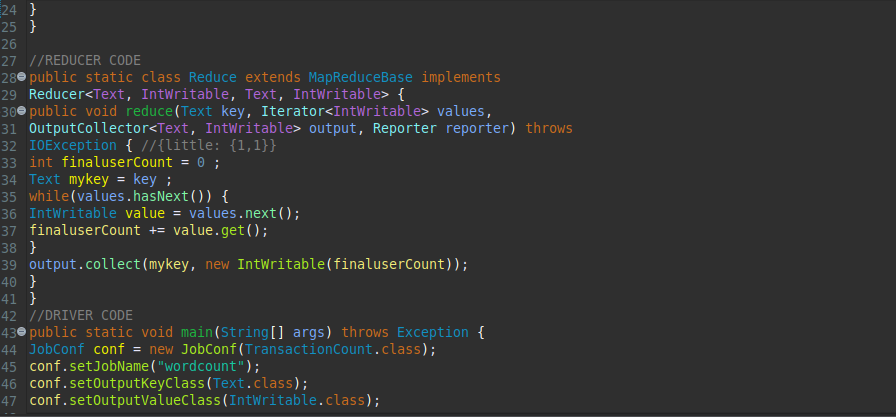 24 }
25 }
26
27 //REDUCER CODE
28 public static class Reduce extends MapReduceBase implements
29 Reducer<Text, IntWritable, Text, IntWritable> {
30 public void reduce(Text key, Iterator<IntWritable> values,
31 OutputCollector<Text, IntWritable> output, Reporter reporter) throws
32 IOException { //{little: {1,1}}
33 int finaluserCount = 0 ;
34 Text mykey = key ;
35 while(values.hasNext()) {
36 IntWritable value = values.next();
37 finaluserCount += value.get();
38 }
39 output.collect(mykey, new IntWritable(finaluserCount));
40 }
41 }
42 //DRIVER CODE
43 public static void main(String[] args) throws Exception {
44 JobConf conf = new JobConf(TransactionCount.class);
45 conf.setJobName("wordcount");
46 conf.setOutputKeyClass(Text.class);
47 conf.setOutputValueClass(IntWritable.class);